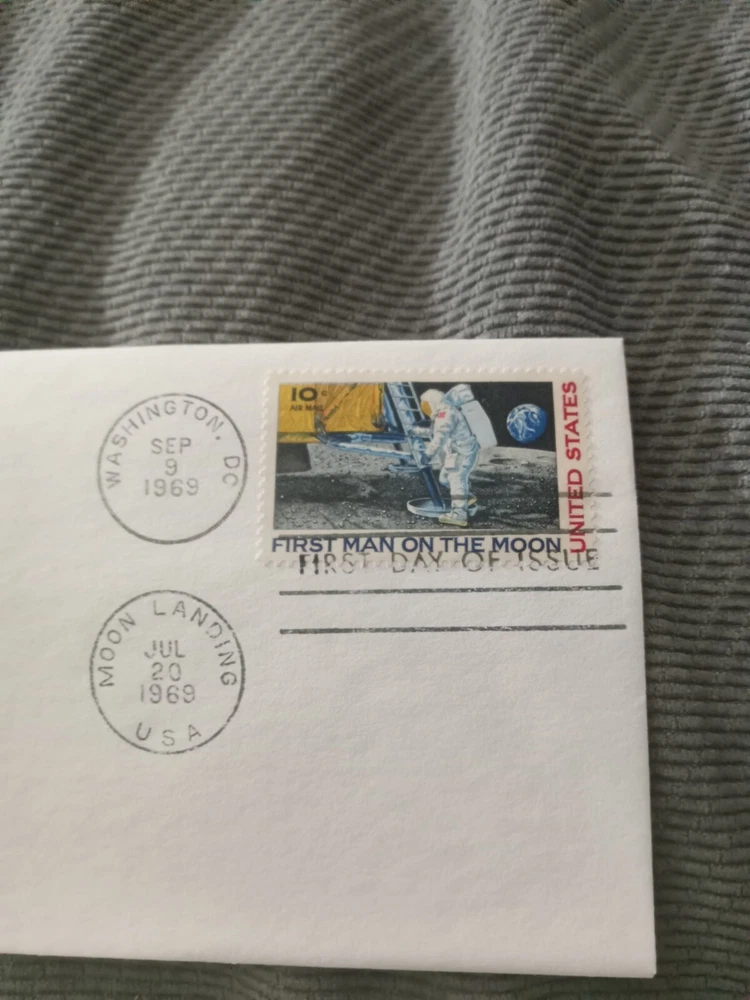 WASHINGTON, DC
SEP
9
1969
10c
AIR MAIL
UNITED STATES
FIRST MAN ON THE MOON
FIRST DAY OF ISSUE
MOON LANDING
JUL
20
1969
USA